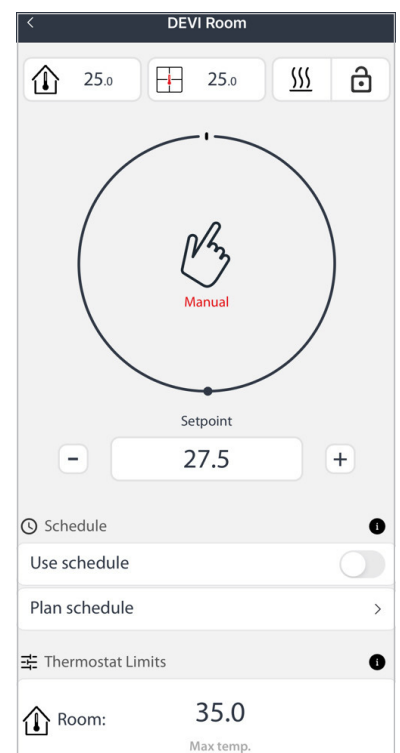 DEVI Room
25.0 25.0
Manual
Setpoint
- 27.5 +
Schedule
Use schedule
Plan schedule
Thermostat Limits
Room: 35.0
Max temp.